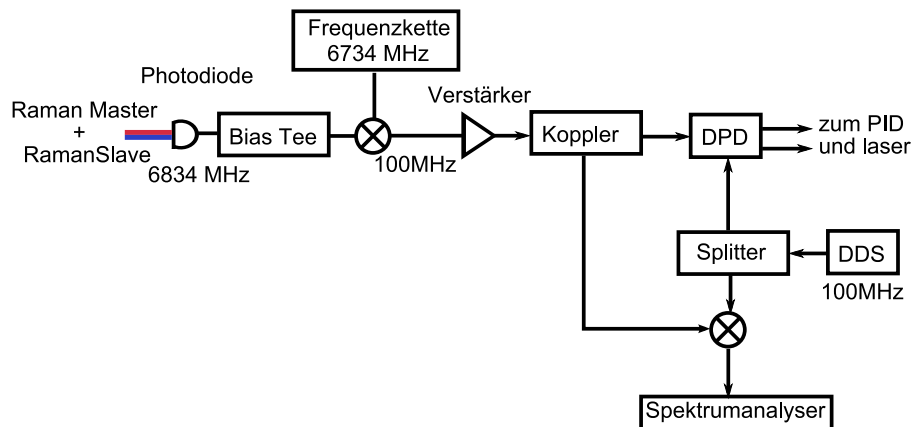 Frequenzkette
6734 MHz
Photodiode
Verstärker
Raman Master
+
RamanSlave
Bias Tee
Koppler
DPD
zum PID
und laser
100MHz
6834 MHz
Splitter
DDS
100MHz
Spektrumanalyser